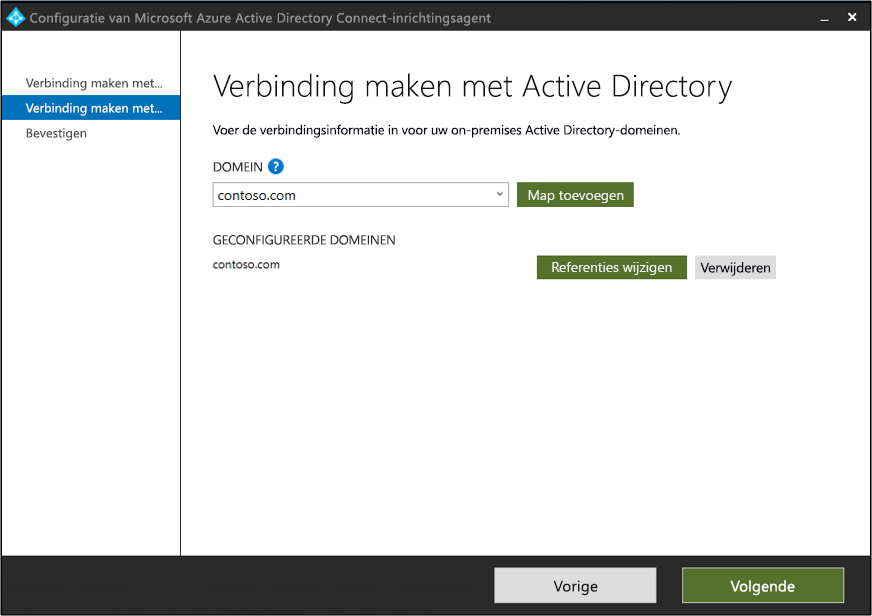 Configuratie van Microsoft Azure Active Directory Connect-inrichtingsagent
Verbinding maken met...
Verbinding maken met...
Bevestigen
Verbinding maken met Active Directory
Voer de verbindingsinformatie in voor uw on-premises Active Directory-domeinen.
DOMEIN ?
contoso.com
Map toevoegen
GECONFIGUREERDE DOMEINEN
contoso.com
Referenties wijzigen
Verwijderen
Vorige
Volgende